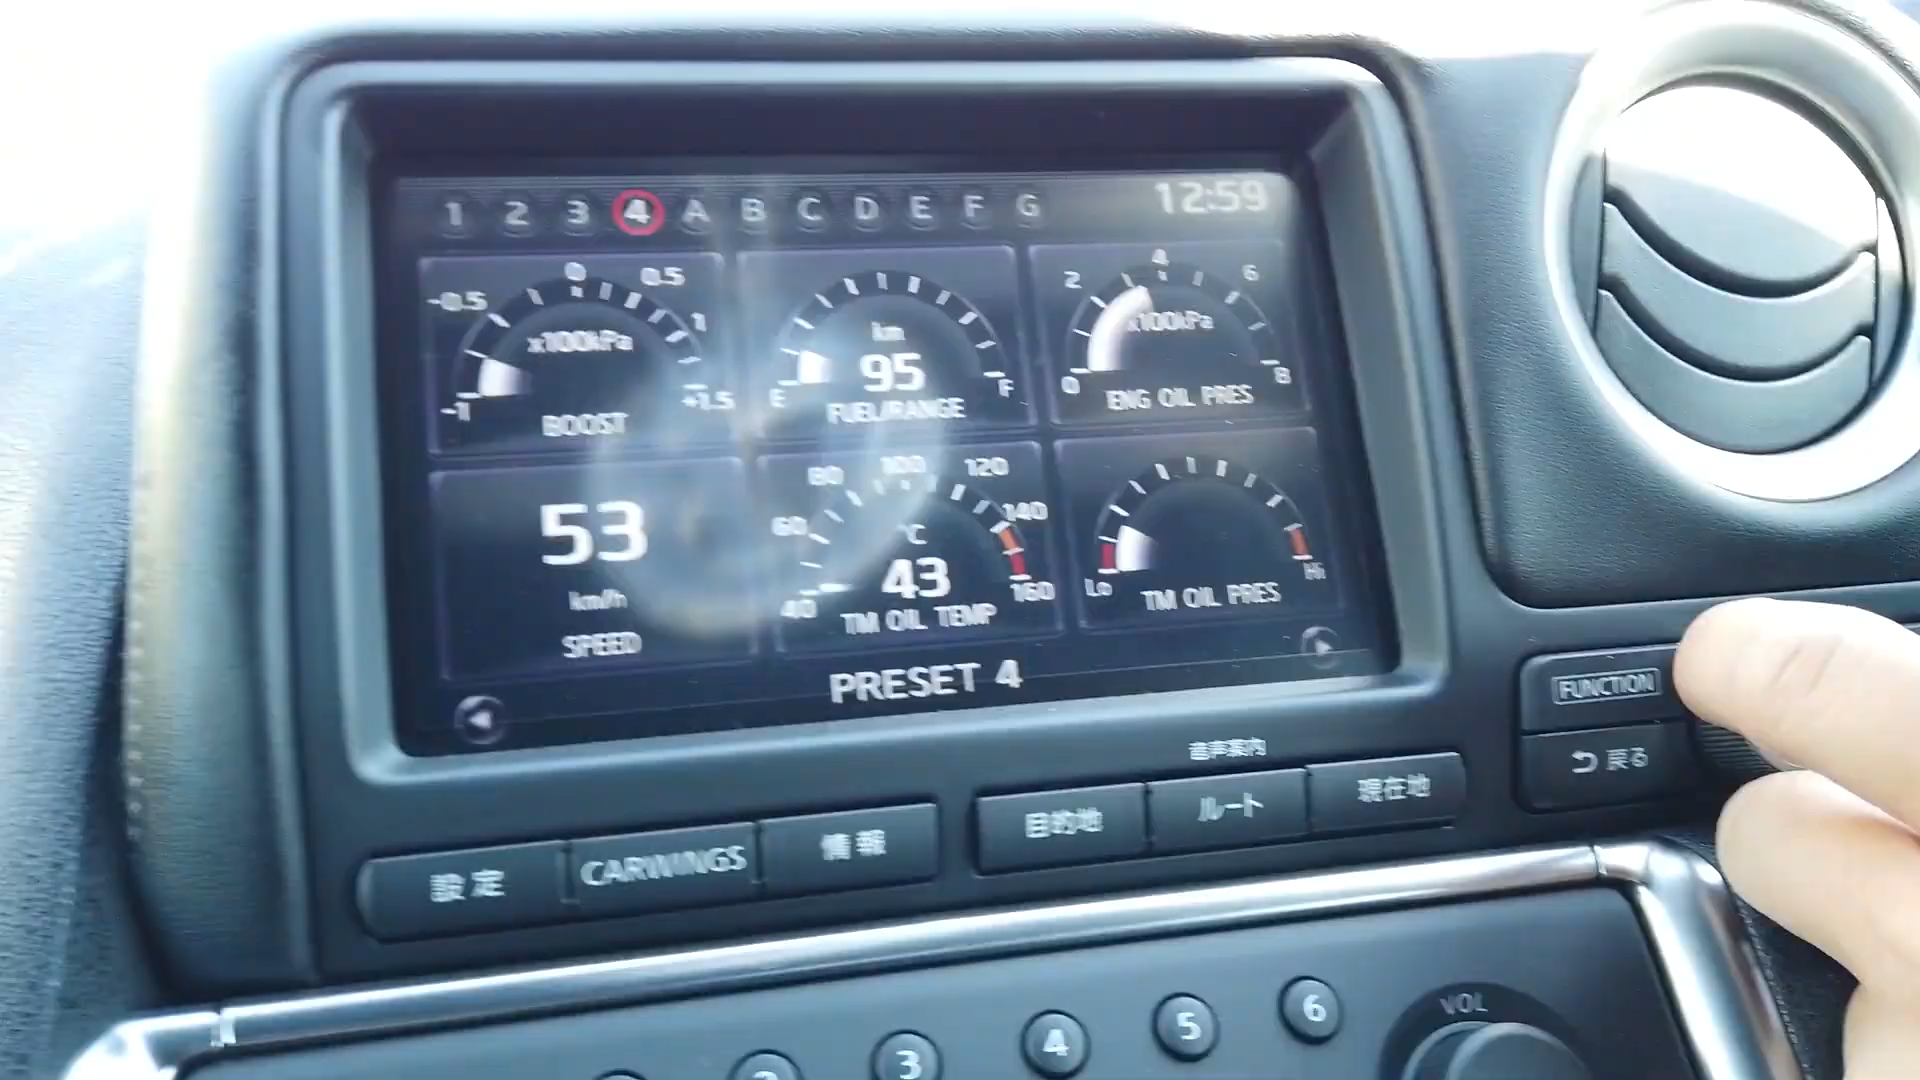 1 2 3 4 A B C D E F G 12:59
-1 -0.5 0 0.5 1 +1.5
x100kPa
BOOST
E F
km
95
FUEL/RANGE
0 2 4 6 8
x100kPa
ENG OIL PRES
53
km/h
SPEED
40 60 80 100 120 140 160
℃
43
TM OIL TEMP
Lo Hi
TM OIL PRES
PRESET 4
FUNCTION
戻る
音声案内
設定 CARWINGS 情報 目的地 ルート 現在地
3 4 5 6
VOL